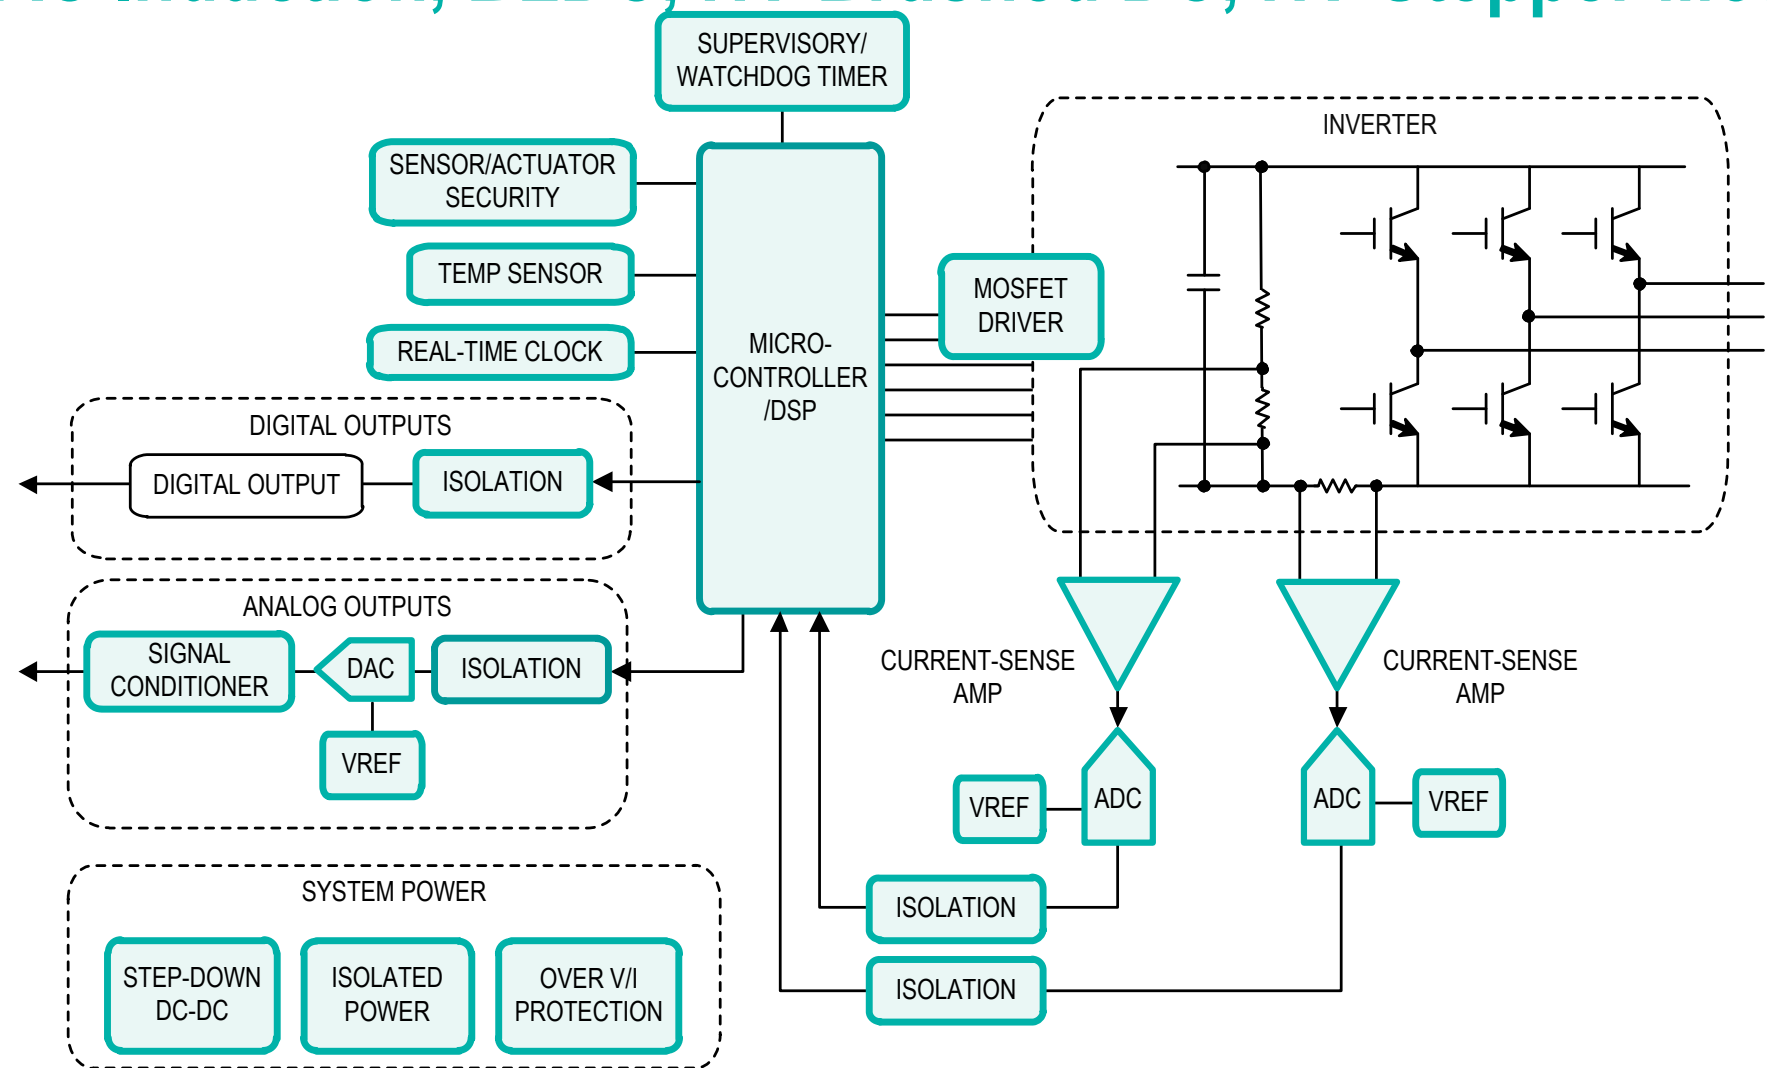 SUPERVISORY/
WATCHDOG TIMER
INVERTER
SENSOR/ACTUATOR
SECURITY
TEMP SENSOR
MOSFET
DRIVER
REAL-TIME CLOCK
MICRO-
CONTROLLER
/DSP
DIGITAL OUTPUTS
DIGITAL OUTPUT
ISOLATION
ANALOG OUTPUTS
SIGNAL
CONDITIONER
DAC
ISOLATION
VREF
CURRENT-SENSE
AMP
CURRENT-SENSE
AMP
VREF
ADC
ADC
VREF
SYSTEM POWER
STEP-DOWN
DC-DC
ISOLATED
POWER
OVER V/I
PROTECTION
ISOLATION
ISOLATION